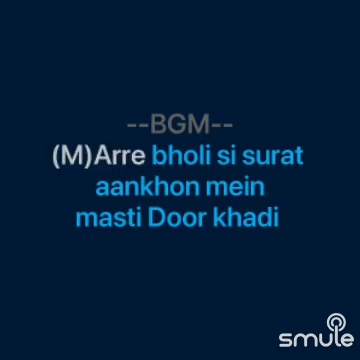 --BGM--
(M)Arre bholi si surat
aankhon mein
masti Door khadi
smule